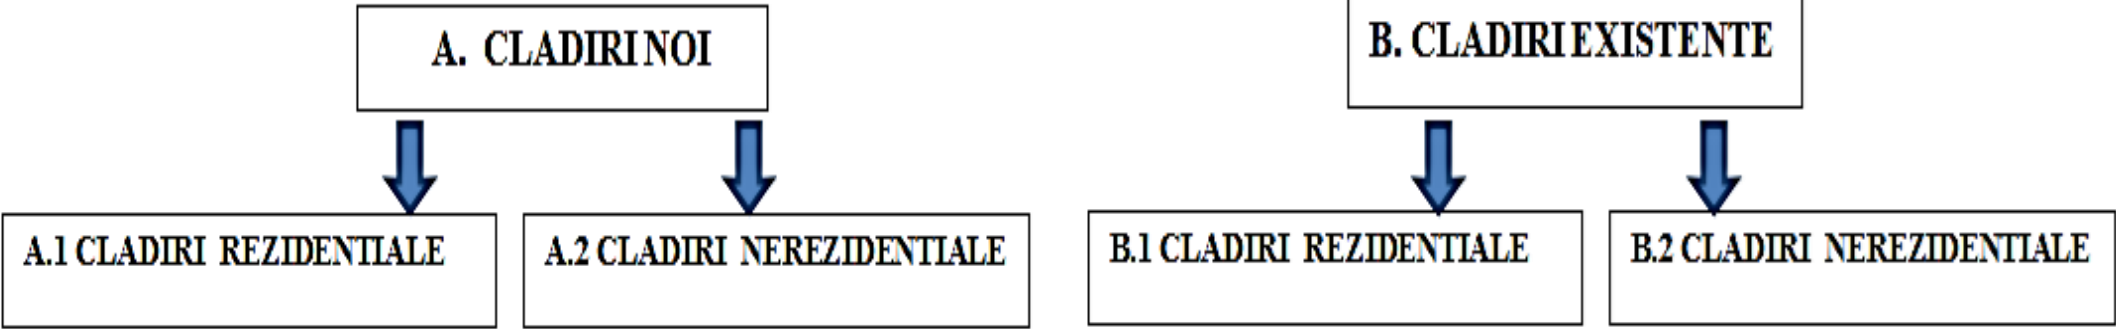 A. CLADIRI NOI
B. CLADIRI EXISTENTE
A.1 CLADIRI REZIDENTIALE
A.2 CLADIRI NEREZIDENTIALE
B.1 CLADIRI REZIDENTIALE
B.2 CLADIRI NEREZIDENTIALE